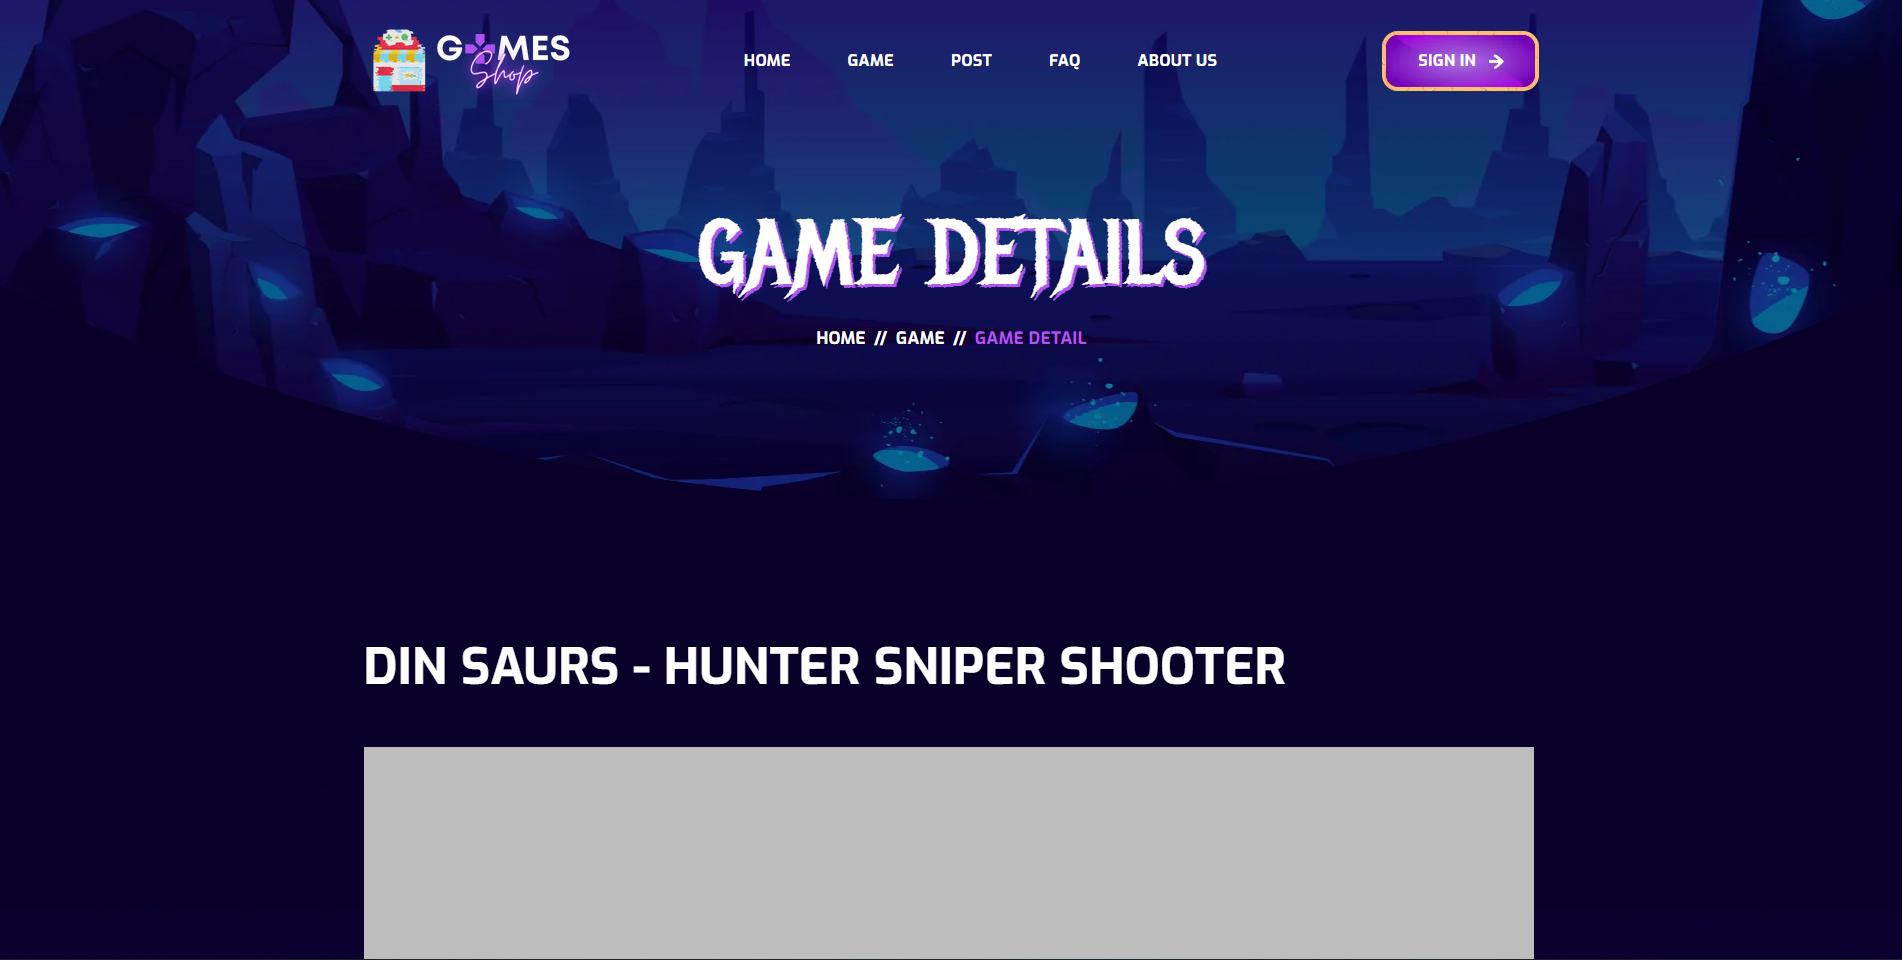 G MES
Shop
HOME
GAME
POST
FAQ
ABOUT US
SIGN IN
GAME DETAILS
HOME // GAME // GAME DETAIL
DIN SAURS - HUNTER SNIPER SHOOTER